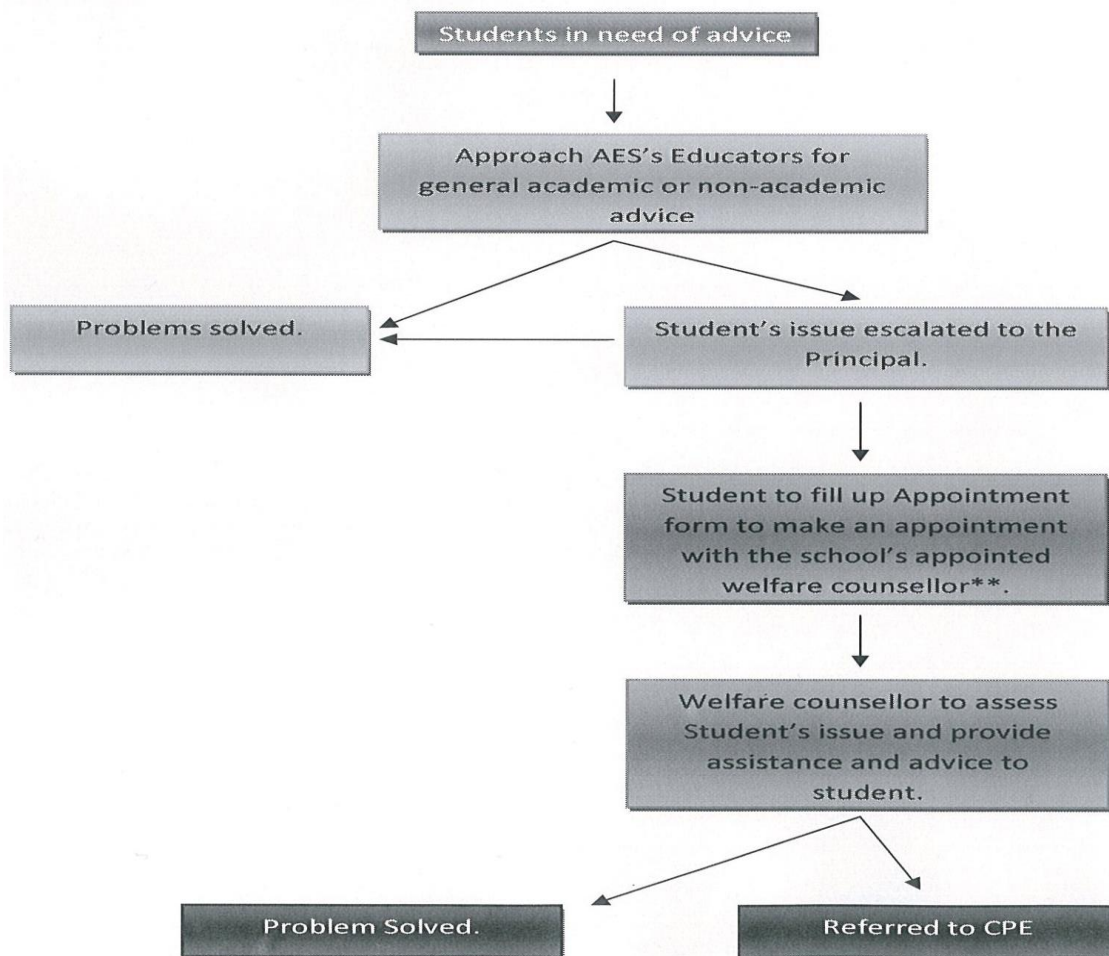 Students in need of advice
Approach AES's Educators for
general academic or non-academic
advice
Problems solved.
Student's issue escalated to the
Principal.
Student to fill up Appointment
form to make an appointment
with the school's appointed
welfare counsellor**.
Welfare counsellor to assess
Student's issue and provide
assistance and advice to
student.
Problem Solved.
Referred to CPE